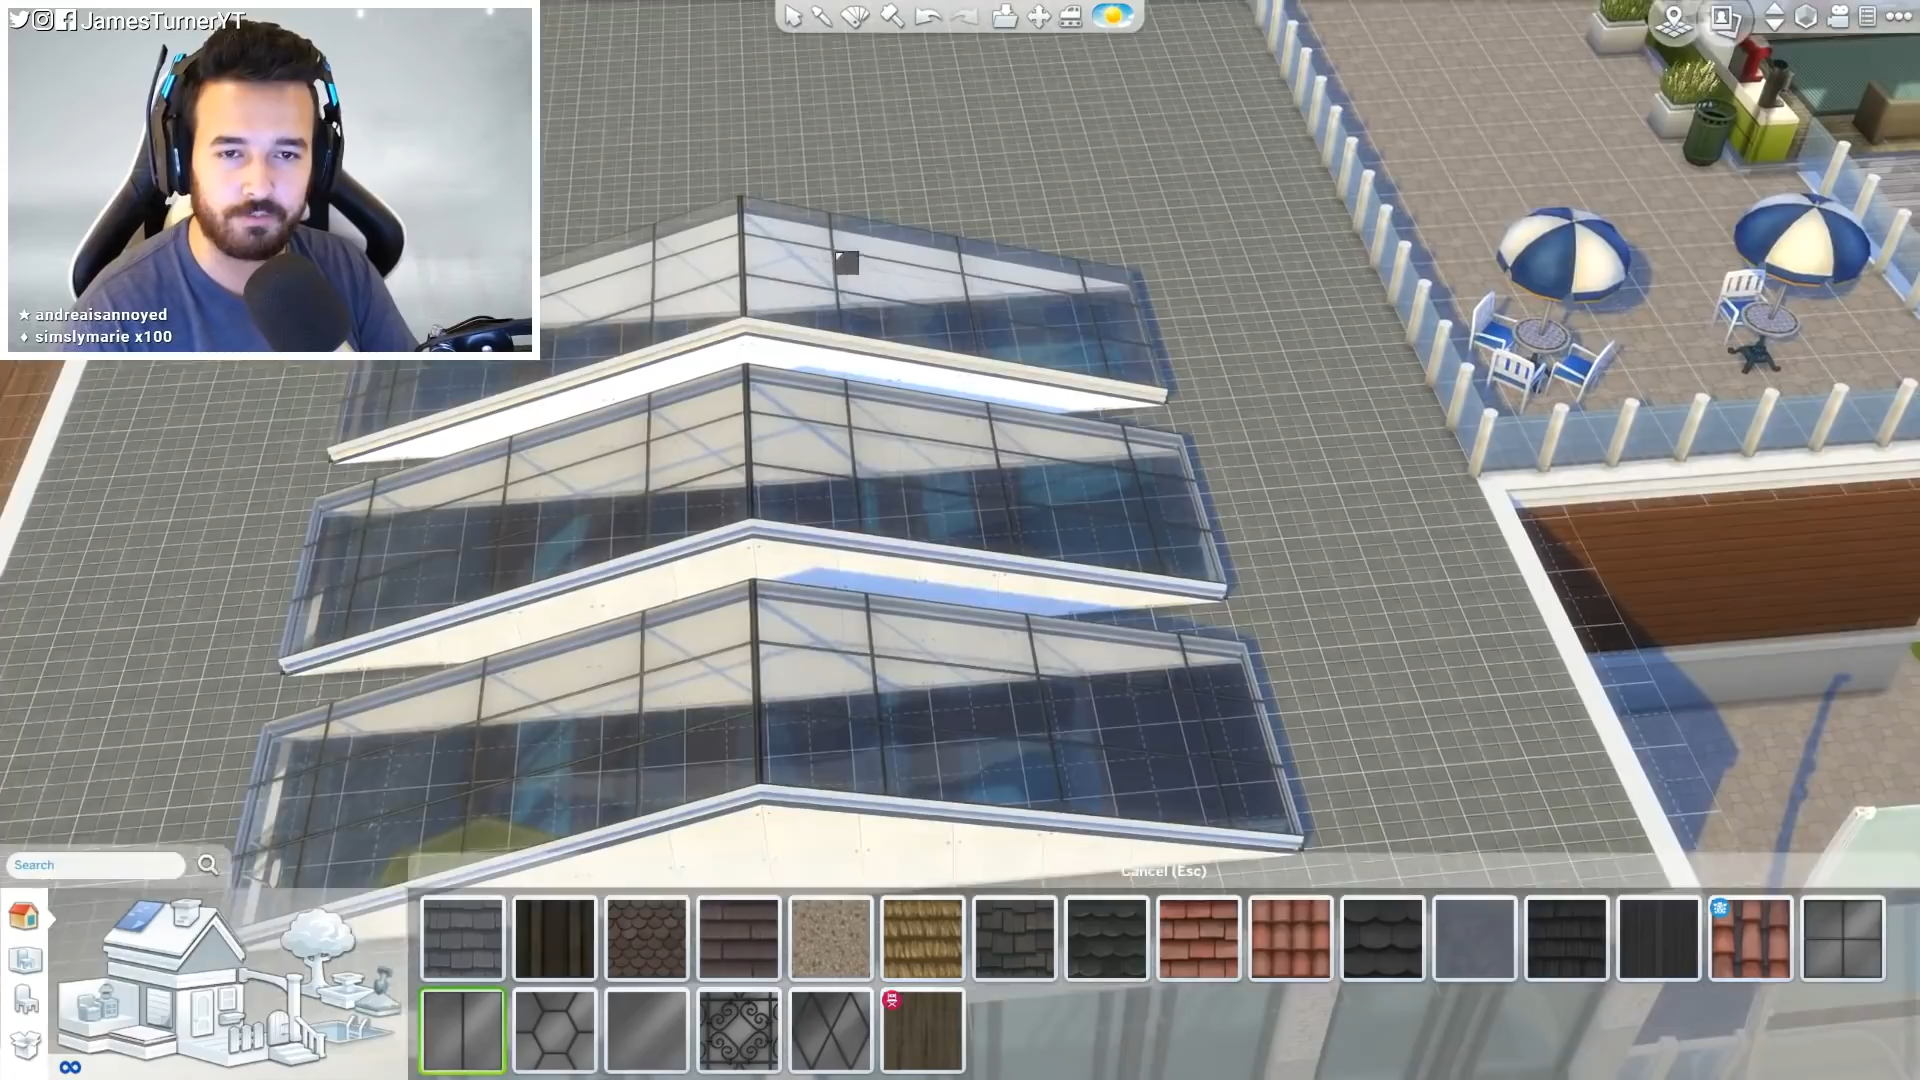 JamesTurnerYT
andreaisannoyed
simslymarie x100
Search
Cancel (Esc)